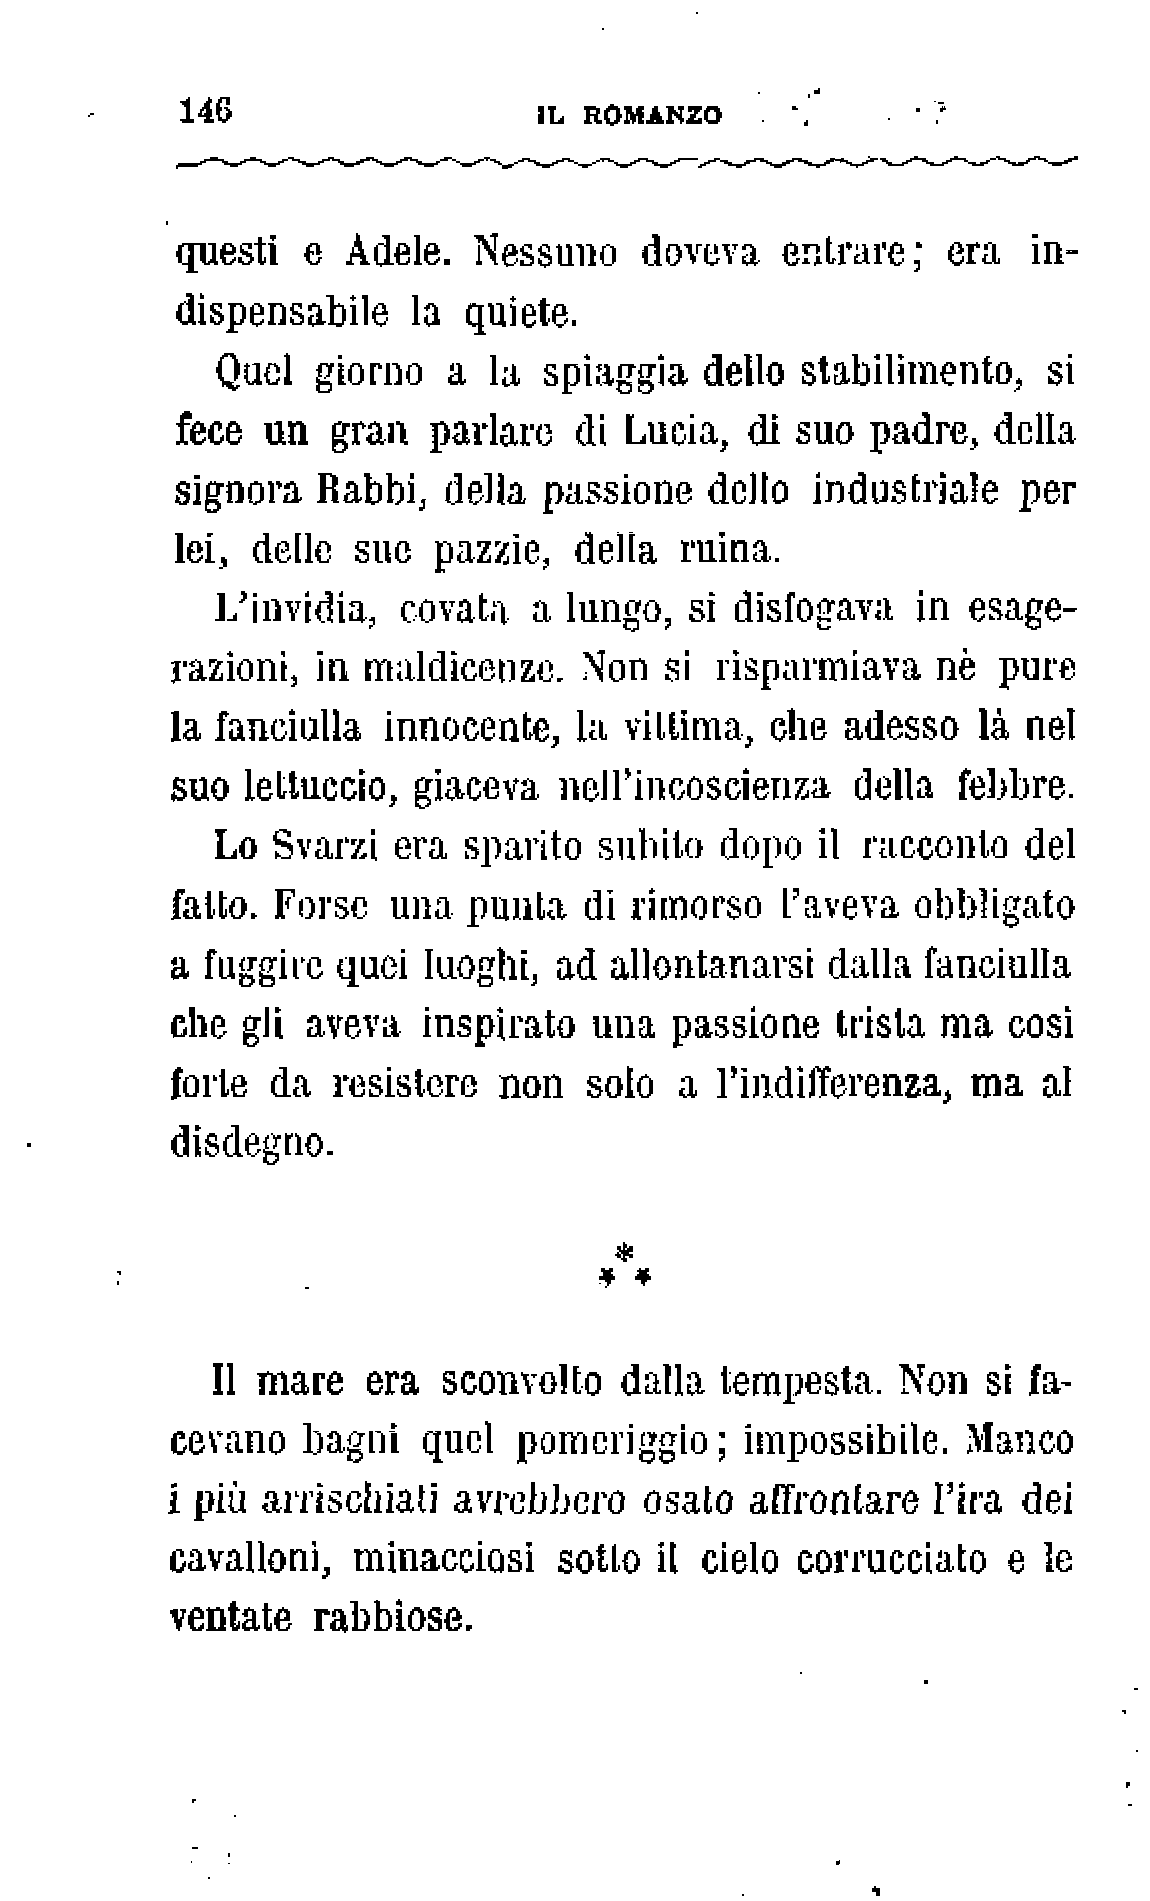 146 IL ROMANZO
questi e Adele. Nessuno doveva entrare; era in-
dispensabile la quiete.
Quel giorno a la spiaggia dello stabilimento, si
fece un gran parlare di Lucia, di suo padre, della
signora Rabbi, della passione dello industriale per
lei, delle sue pazzie, della ruina.
L'invidia, covata a lungo, si disfogava in esage-
razioni, in maldicenze. Non si risparmiava nè pure
la fanciulla innocente, la vittima, che adesso là nel
suo lettuccio, giaceva nell'incoscienza della febbre.
Lo Svarzi era sparito subito dopo il racconto del
fatto. Forse una punta di rimorso l'aveva obbligato
a fuggire quei luoghi, ad allontanarsi dalla fanciulla
che gli aveva inspirato una passione trista ma così
forte da resistere non solo a l'indifferenza, ma al
disdegno.
*
* *
Il mare era sconvolto dalla tempesta. Non si fa-
cevano bagni quel pomeriggio; impossibile. Manco
i più arrischiati avrebbero osato affrontare l'ira dei
cavalloni, minacciosi sotto il cielo corrucciato e le
ventate rabbiose.